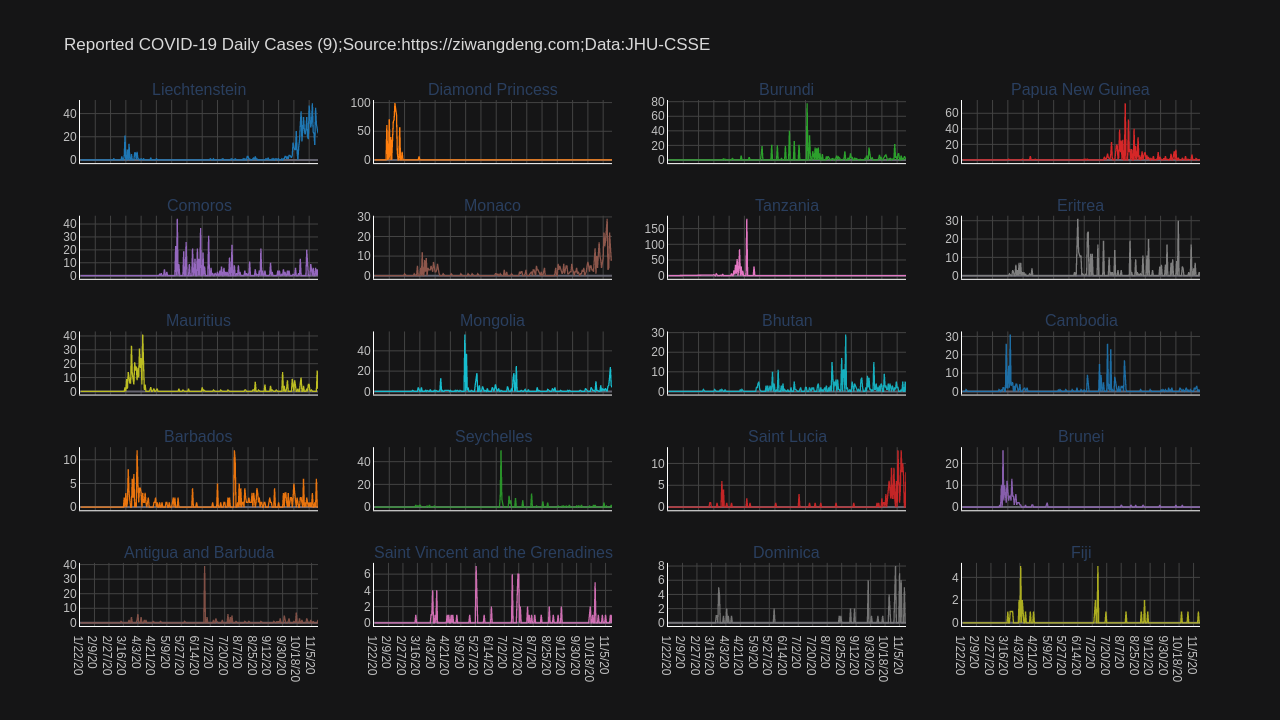 Reported COVID-19 Daily Cases (9);Source:https://ziwangdeng.com;Data:JHU-CSSE
Liechtenstein Diamond Princess Burundi Papua New Guinea
40 20 0
100 50 0
80 60 40 20 0
60 40 20 0
Comoros Monaco Tanzania Eritrea
40 30 20 10 0
30 20 10 0
150 100 50 0
30 20 10 0
Mauritius Mongolia Bhutan Cambodia
40 30 20 10 0
40 20 0
30 20 10 0
30 20 10 0
Barbados Seychelles Saint Lucia Brunei
10 5 0
40 20 0
10 5 0
20 10 0
Antigua and Barbuda Saint Vincent and the Grenadines Dominica Fiji
40 30 20 10 0
6 4 2 0
8 6 4 2 0
4 2 0
1/22/20 2/9/20 2/27/20 3/16/20 4/3/20 4/21/20 5/9/20 5/27/20 6/14/20 7/2/20 7/20/20 8/7/20 8/25/20 9/12/20 9/30/20 10/18/20 11/5/20
1/22/20 2/9/20 2/27/20 3/16/20 4/3/20 4/21/20 5/9/20 5/27/20 6/14/20 7/2/20 7/20/20 8/7/20 8/25/20 9/12/20 9/30/20 10/18/20 11/5/20
1/22/20 2/9/20 2/27/20 3/16/20 4/3/20 4/21/20 5/9/20 5/27/20 6/14/20 7/2/20 7/20/20 8/7/20 8/25/20 9/12/20 9/30/20 10/18/20 11/5/20
1/22/20 2/9/20 2/27/20 3/16/20 4/3/20 4/21/20 5/9/20 5/27/20 6/14/20 7/2/20 7/20/20 8/7/20 8/25/20 9/12/20 9/30/20 10/18/20 11/5/20